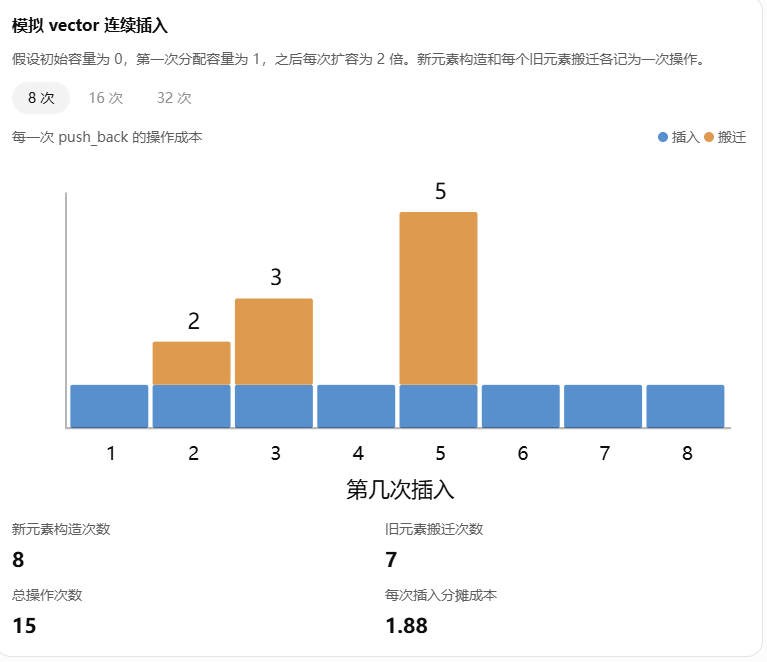 模拟 vector 连续插入
假设初始容量为 0，第一次分配容量为 1，之后每次扩容为 2 倍。新元素构造和每个旧元素搬迁各记为一次操作。
8 次 16 次 32 次
每一次 push_back 的操作成本 插入 搬迁
5
3
2
1 2 3 4 5 6 7 8
第几次插入
新元素构造次数 旧元素搬迁次数
8 7
总操作次数 每次插入分摊成本
15 1.88